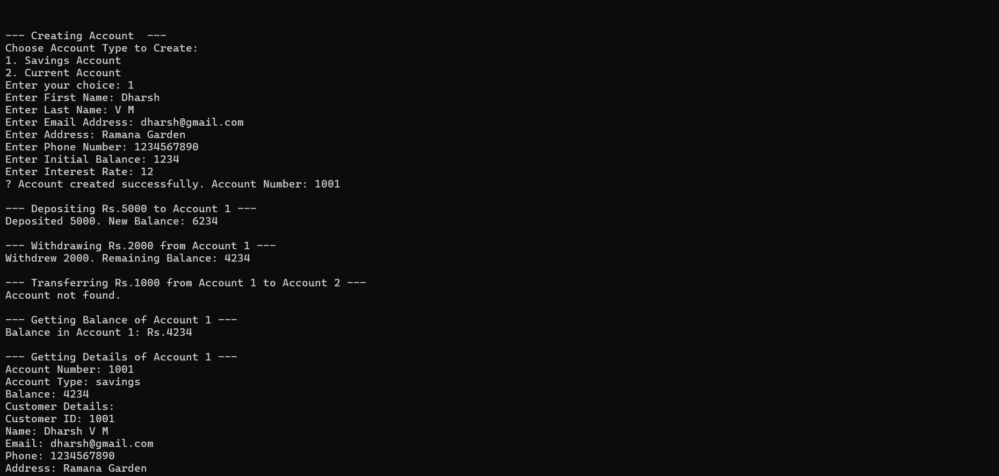 --- Creating Account  ---
Choose Account Type to Create:
1. Savings Account
2. Current Account
Enter your choice: 1
Enter First Name: Dharsh
Enter Last Name: V M
Enter Email Address: dharsh@gmail.com
Enter Address: Ramana Garden
Enter Phone Number: 1234567890
Enter Initial Balance: 1234
Enter Interest Rate: 12
? Account created successfully. Account Number: 1001
--- Depositing Rs.5000 to Account 1 ---
Deposited 5000. New Balance: 6234
--- Withdrawing Rs.2000 from Account 1 ---
Withdrew 2000. Remaining Balance: 4234
--- Transferring Rs.1000 from Account 1 to Account 2 ---
Account not found.
--- Getting Balance of Account 1 ---
Balance in Account 1: Rs.4234
--- Getting Details of Account 1 ---
Account Number: 1001
Account Type: savings
Balance: 4234
Customer Details:
Customer ID: 1001
Name: Dharsh V M
Email: dharsh@gmail.com
Phone: 1234567890
Address: Ramana Garden